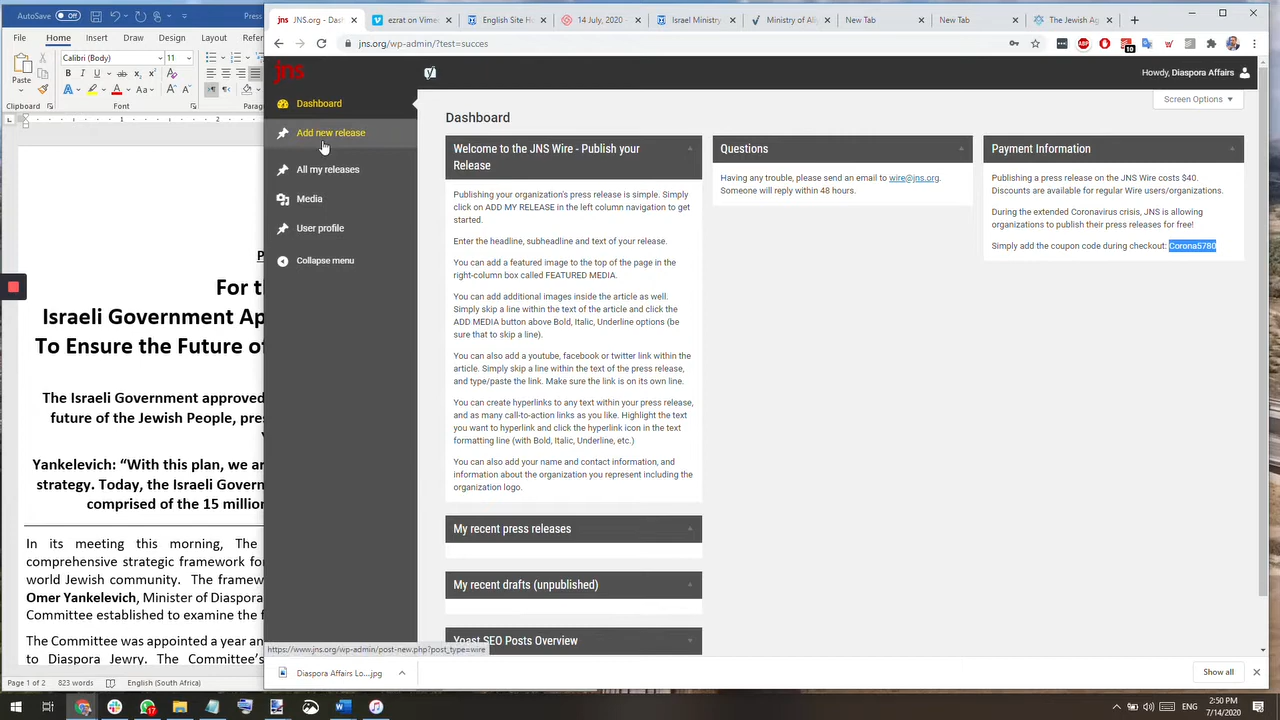 AutoSave Off
File Home Insert Draw Design Layout
Calibri (Body) 11
Paste
Clipboard
JNS.org - Das
ezrat on Vimeo
English Site H
14 July, 2020 -
Israel Ministry
Ministry of Ali
New Tab
New Tab
The Jewish Ag
jns.org/wp-admin/?test=succes
10
jns
Howdy, Diaspora Affairs
Screen Options
Dashboard
Add new release
All my releases
Media
User profile
Collapse menu
Dashboard
Welcome to the JNS Wire - Publish your
Release
Publishing your organization's press release is simple. Simply
click on ADD MY RELEASE in the left column navigation to get
started.
Enter the headline, subheadline and text of your release.
You can add a featured image to the top of the page in the
right-column box called FEATURED MEDIA.
You can add additional images inside the article as well.
Simply skip a line within the text of the article and click the
ADD MEDIA button above Bold, Italic, Underline options (be
sure that to skip a line).
You can also add a youtube, facebook or twitter link within the
article. Simply skip a line within the text of the press release,
and type/paste the link. Make sure the link is on its own line.
You can create hyperlinks to any text within your press release,
and as many call-to-action links as you like. Highlight the text
you want to hyperlink and click the hyperlink icon in the text
formatting line (with Bold, Italic, Underline, etc.)
You can also add your name and contact information, and
information about the organization you represent including the
organization logo.
My recent press releases
My recent drafts (unpublished)
Yoast SEO Posts Overview
Questions
Having any trouble, please send an email to wire@jns.org.
Someone will reply within 48 hours.
Payment Information
Publishing a press release on the JNS Wire costs $40.
Discounts are available for regular Wire users/organizations.
During the extended Coronavirus crisis, JNS is allowing
organizations to publish their press releases for free!
Simply add the coupon code during checkout: Corona5780
For th
Israeli Government Ap
To Ensure the Future of
The Israeli Government approved
future of the Jewish People, pres
Yankelevich: “With this plan, we ar
strategy. Today, the Israeli Govern
comprised of the 15 million
In its meeting this morning, The
comprehensive strategic framework for
world Jewish community. The framew
Omer Yankelevich, Minister of Diaspora
Committee established to examine the f
The Committee was appointed a year an
to Diaspora Jewry. The Committee’s
https://www.jns.org/wp-admin/post-new.php?post_type=wire
Diaspora Affairs Lo....jpg
Show all
Page 1 of 2 823 words English (South Africa)
17
ENG
2:50 PM
7/14/2020